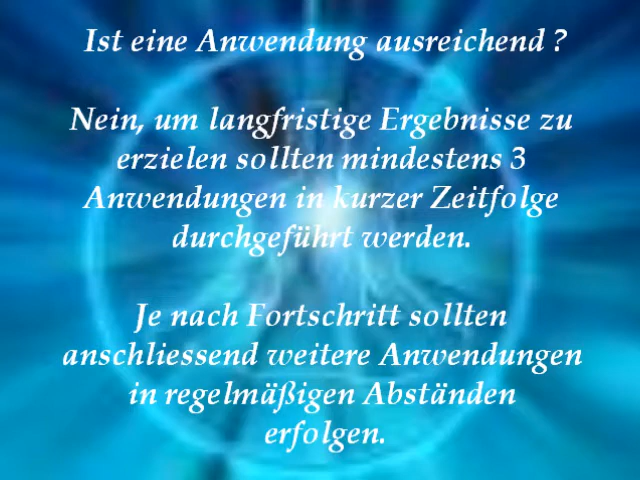 Ist eine Anwendung ausreichend ?
Nein, um langfristige Ergebnisse zu
erzielen sollten mindestens 3
Anwendungen in kurzer Zeitfolge
durchgeführt werden.
Je nach Fortschritt sollten
anschliessend weitere Anwendungen
in regelmäßigen Abständen
erfolgen.